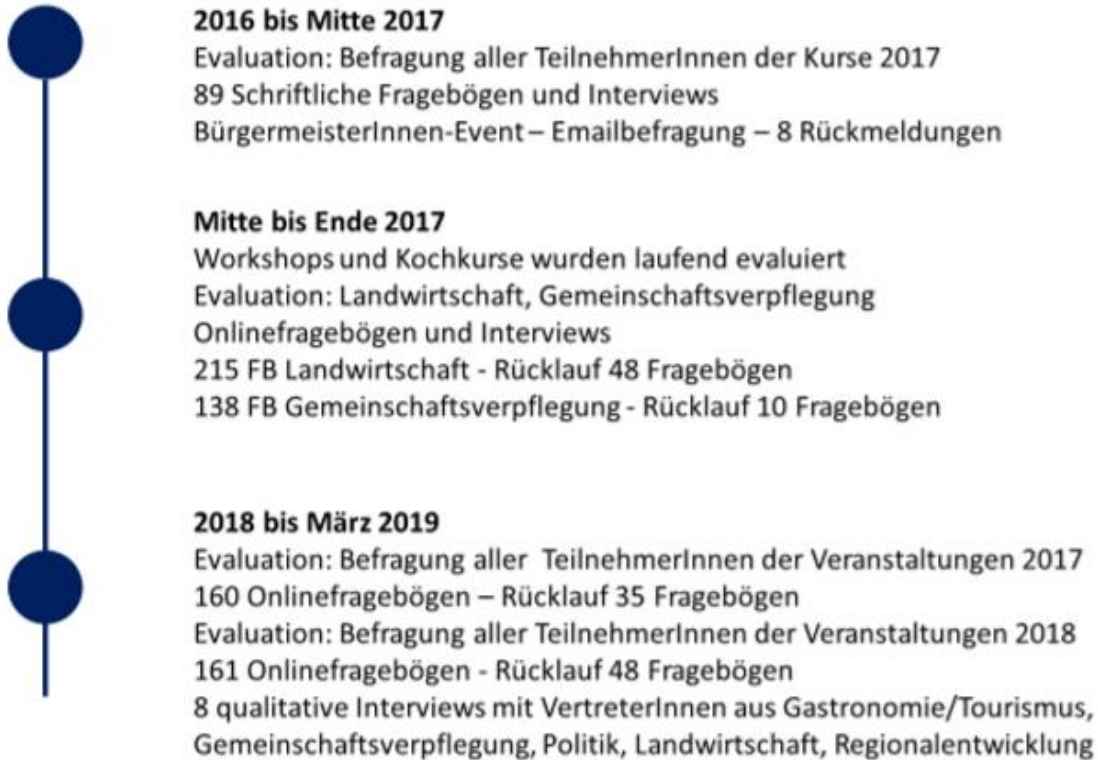 2016 bis Mitte 2017
Evaluation: Befragung aller TeilnehmerInnen der Kurse 2017
89 Schriftliche Fragebögen und Interviews
BürgermeisterInnen-Event – Emailbefragung – 8 Rückmeldungen
Mitte bis Ende 2017
Workshops und Kochkurse wurden laufend evaluiert
Evaluation: Landwirtschaft, Gemeinschaftsverpflegung
Onlinefragebögen und Interviews
215 FB Landwirtschaft - Rücklauf 48 Fragebögen
138 FB Gemeinschaftsverpflegung - Rücklauf 10 Fragebögen
2018 bis März 2019
Evaluation: Befragung aller TeilnehmerInnen der Veranstaltungen 2017
160 Onlinefragebögen – Rücklauf 35 Fragebögen
Evaluation: Befragung aller TeilnehmerInnen der Veranstaltungen 2018
161 Onlinefragebögen - Rücklauf 48 Fragebögen
8 qualitative Interviews mit VertreterInnen aus Gastronomie/Tourismus,
Gemeinschaftsverpflegung, Politik, Landwirtschaft, Regionalentwicklung